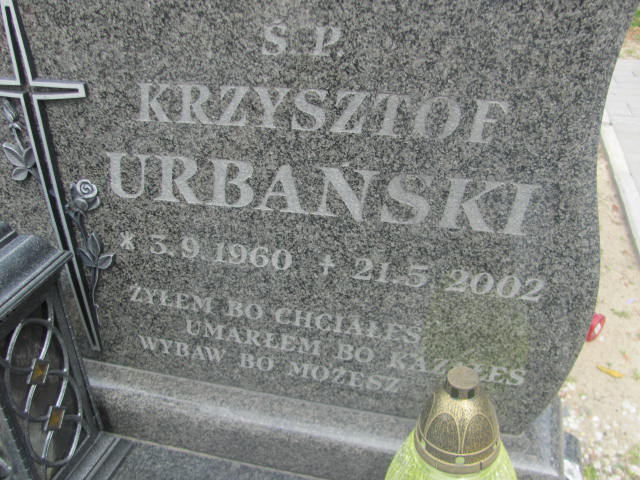 Ś. P.
KRZYSZTOF
URBAŃSKI
* 3. 9. 1960 + 21. 5. 2002
ŻYŁEM BO CHCIAŁEŚ
UMARŁEM BO KAZAŁEŚ
WYBAW BO MOŻESZ